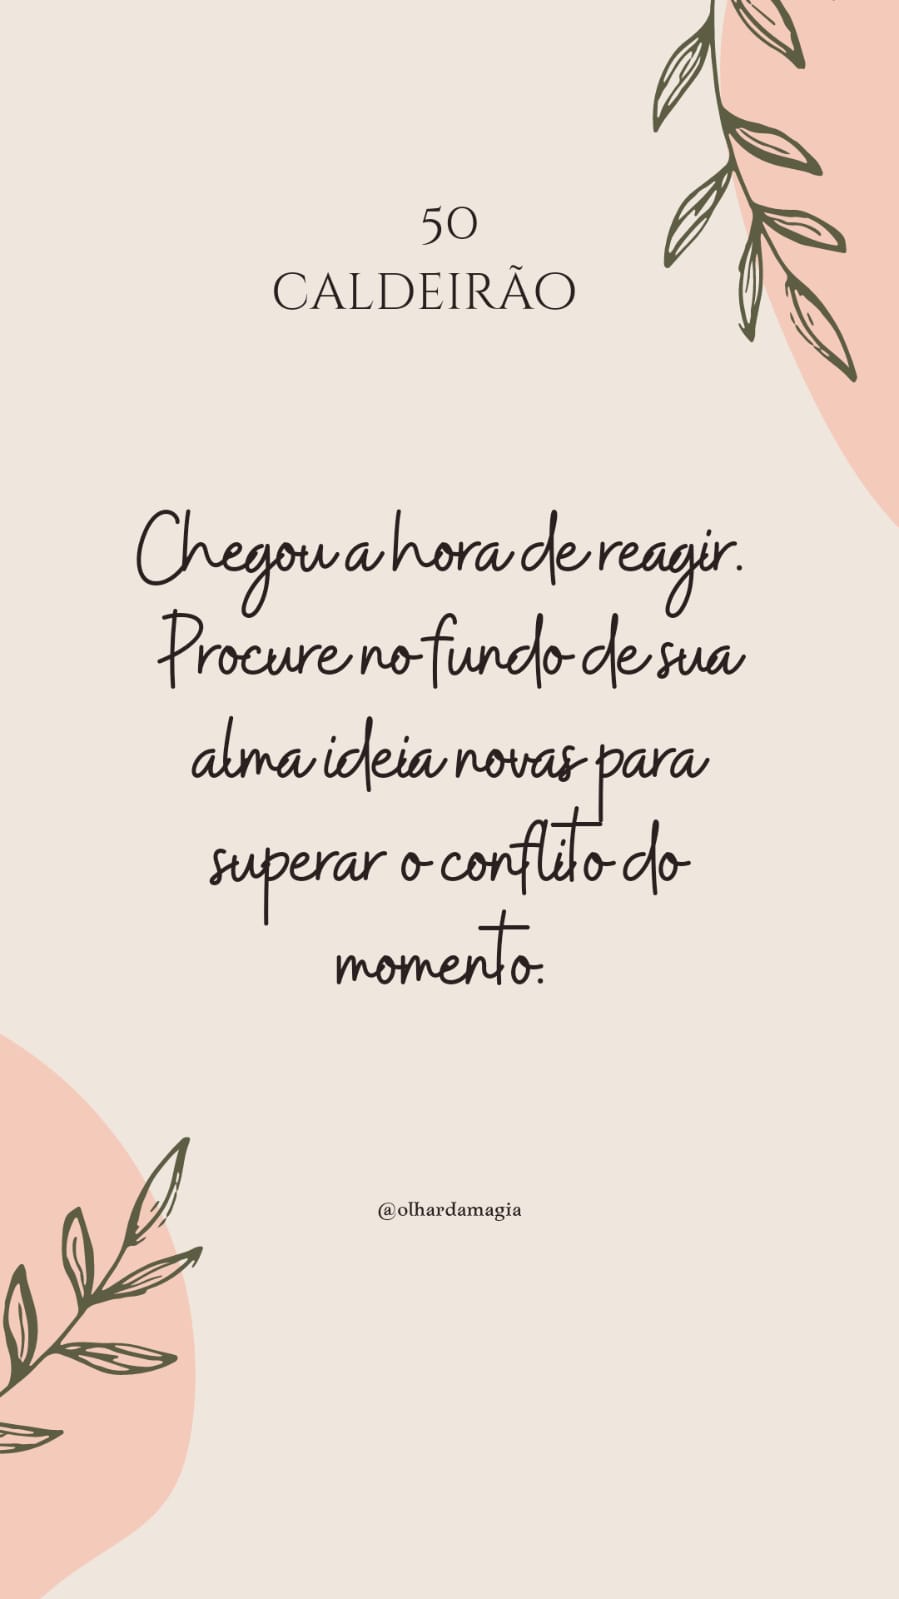 50
CALDEIRÃO
Chegou a hora de reagir.
Procure no fundo de sua
alma ideia novas para
superar o conflito do
momento.
@olhardamagia